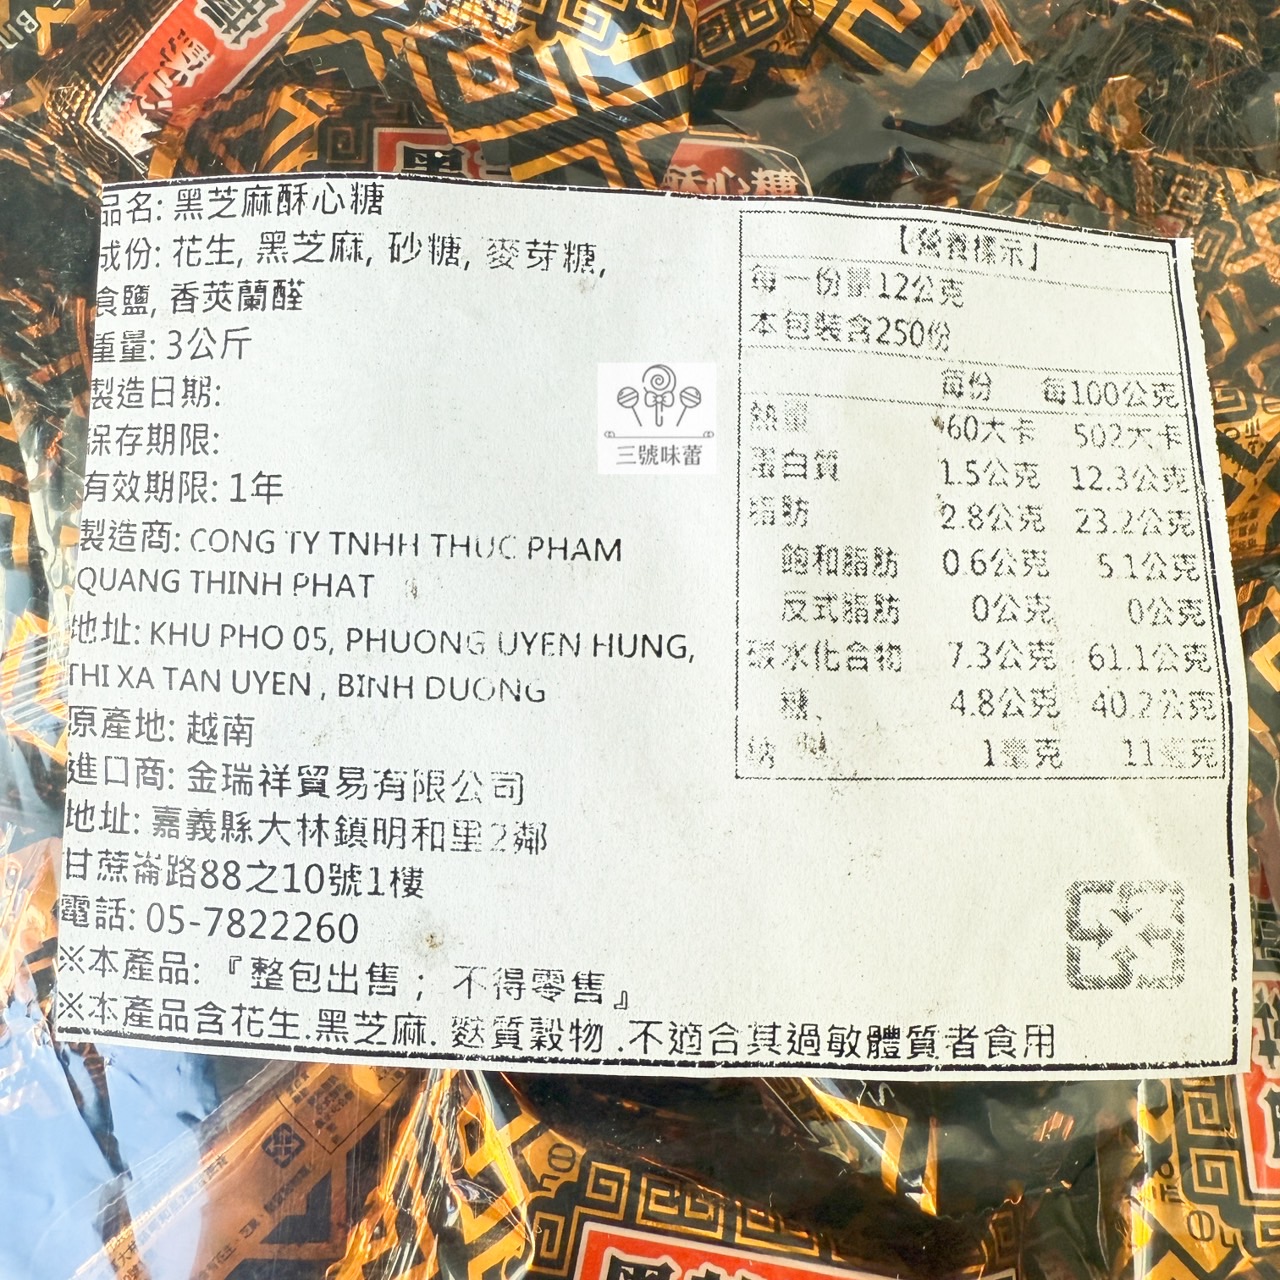 品名: 黑芝麻酥心糖
成份: 花生, 黑芝麻, 砂糖, 麥芽糖,
食鹽, 香莢蘭醛
重量: 3公斤
製造日期:
保存期限:
有效期限: 1年
製造商: CONG TY TNHH THUC PHAM
QUANG THINH PHAT
地址: KHU PHO 05, PHUONG UYEN HUNG,
THI XA TAN UYEN , BINH DUONG
原產地: 越南
進口商: 金瑞祥貿易有限公司
地址: 嘉義縣大林鎮明和里2鄰
甘蔗崙路88之10號1樓
電話: 05-7822260
※本產品: 『整包出售； 不得零售』
※本產品含花生.黑芝麻. 麩質穀物 .不適合其過敏體質者食用
【營養標示】
每一份量12公克
本包裝含250份
每份 每100公克
熱量 60大卡 502大卡
蛋白質 1.5公克 12.3公克
脂肪 2.8公克 23.2公克
飽和脂肪 0.6公克 5.1公克
反式脂肪 0公克 0公克
碳水化合物 7.3公克 61.1公克
糖 4.8公克 40.2公克
鈉 1毫克 11毫克
三號味蕾
酥心糖